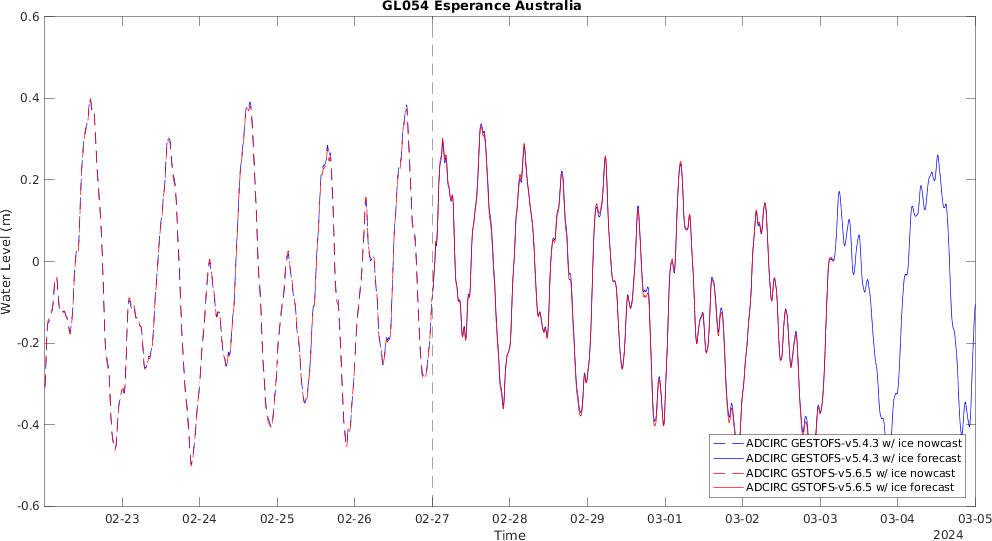 GL054 Esperance Australia
Water Level (m)
0.6
0.4
0.2
0
-0.2
-0.4
-0.6
02-23 02-24 02-25 02-26 02-27 02-28 02-29 03-01 03-02 03-03 03-04 03-05
Time
2024
ADCIRC GESTOFS-v5.4.3 w/ ice nowcast
ADCIRC GESTOFS-v5.4.3 w/ ice forecast
ADCIRC GSTOFS-v5.6.5 w/ ice nowcast
ADCIRC GSTOFS-v5.6.5 w/ ice forecast